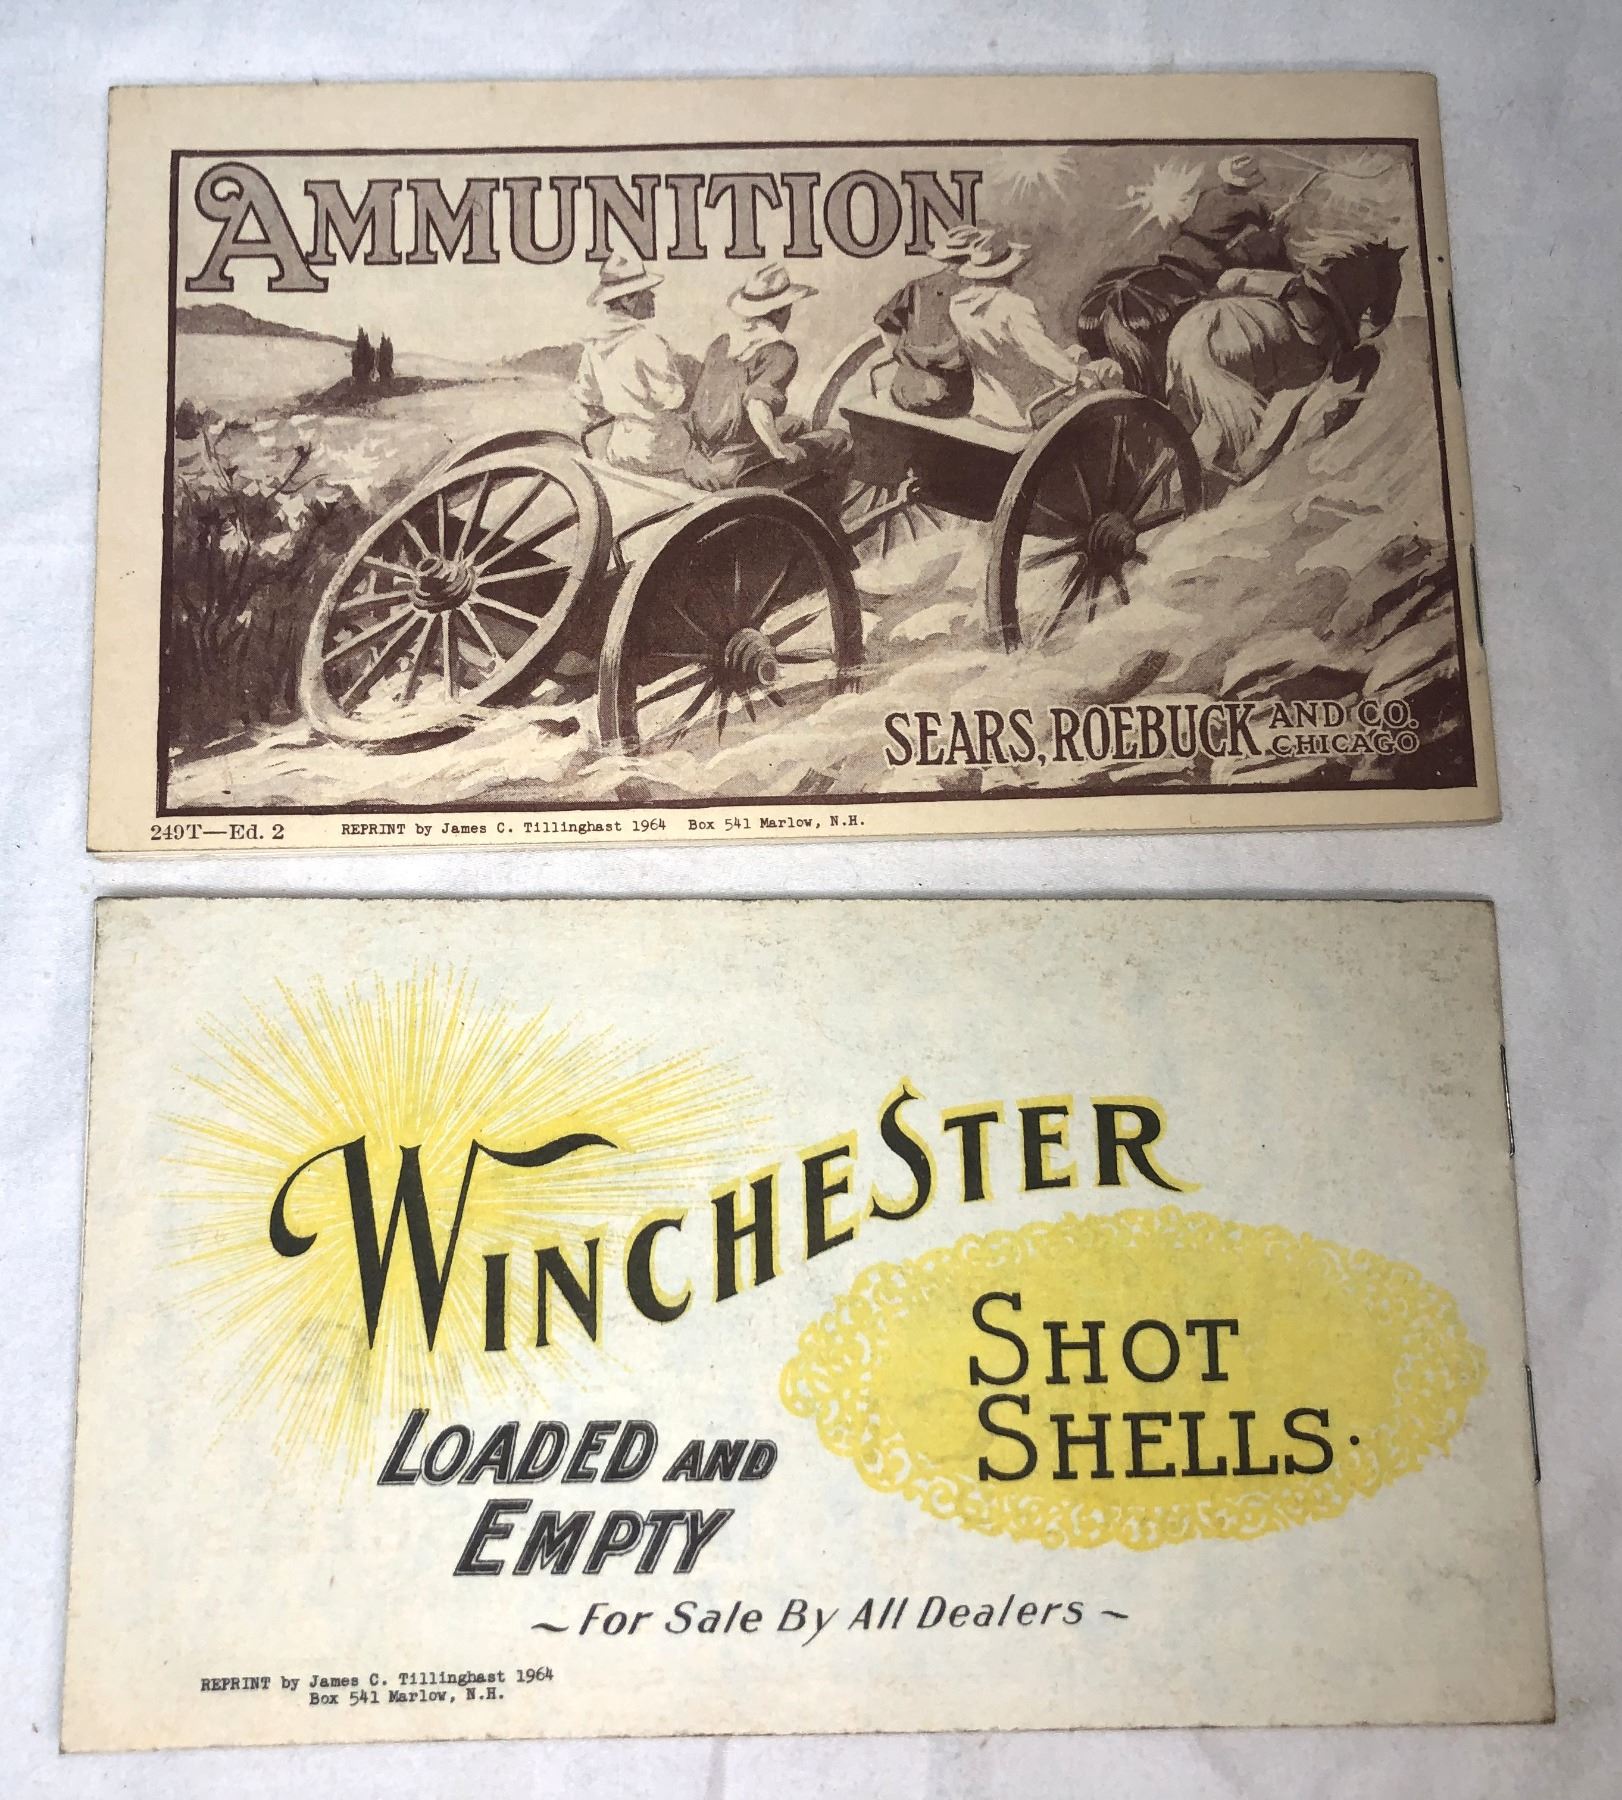 AMMUNITION
SEARS, ROEBUCK AND CO.
CHICAGO
249T—Ed. 2 REPRINT by James C. Tillinghast 1964 Box 541 Marlow, N.H.
WINCHESTER
SHOT
SHELLS.
LOADED AND
EMPTY
~ For Sale By All Dealers ~
REPRINT by James C. Tillinghast 1964
Box 541 Marlow, N.H.